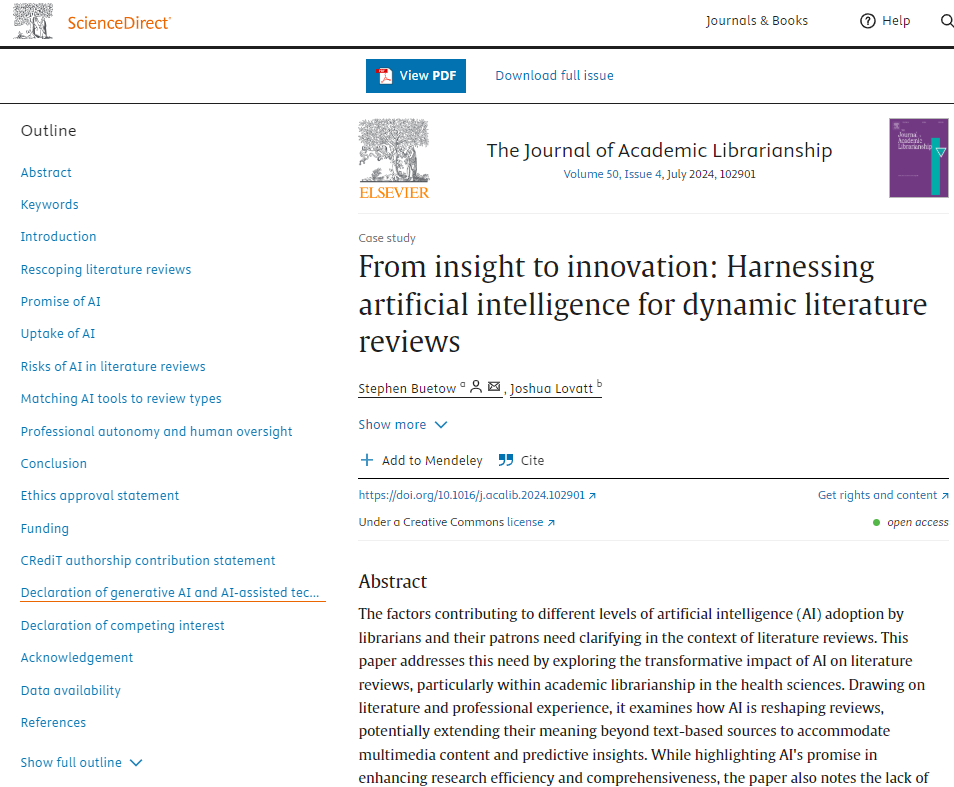 ScienceDirect
Journals & Books
Help
View PDF
Download full issue
Outline
Abstract
Keywords
Introduction
Rescoping literature reviews
Promise of AI
Uptake of AI
Risks of AI in literature reviews
Matching AI tools to review types
Professional autonomy and human oversight
Conclusion
Ethics approval statement
Funding
CRediT authorship contribution statement
Declaration of generative AI and AI-assisted tec...
Declaration of competing interest
Acknowledgement
Data availability
References
Show full outline
ELSEVIER
The Journal of Academic Librarianship
Volume 50, Issue 4, July 2024, 102901
Journal
Academic
Librarianship
Case study
From insight to innovation: Harnessing
artificial intelligence for dynamic literature
reviews
Stephen Buetow a, Joshua Lovatt b
Show more
Add to Mendeley Cite
https://doi.org/10.1016/j.acalib.2024.102901
Get rights and content
Under a Creative Commons license
open access
Abstract
The factors contributing to different levels of artificial intelligence (AI) adoption by
librarians and their patrons need clarifying in the context of literature reviews. This
paper addresses this need by exploring the transformative impact of AI on literature
reviews, particularly within academic librarianship in the health sciences. Drawing on
literature and professional experience, it examines how AI is reshaping reviews,
potentially extending their meaning beyond text-based sources to accommodate
multimedia content and predictive insights. While highlighting AI's promise in
enhancing research efficiency and comprehensiveness, the paper also notes the lack of